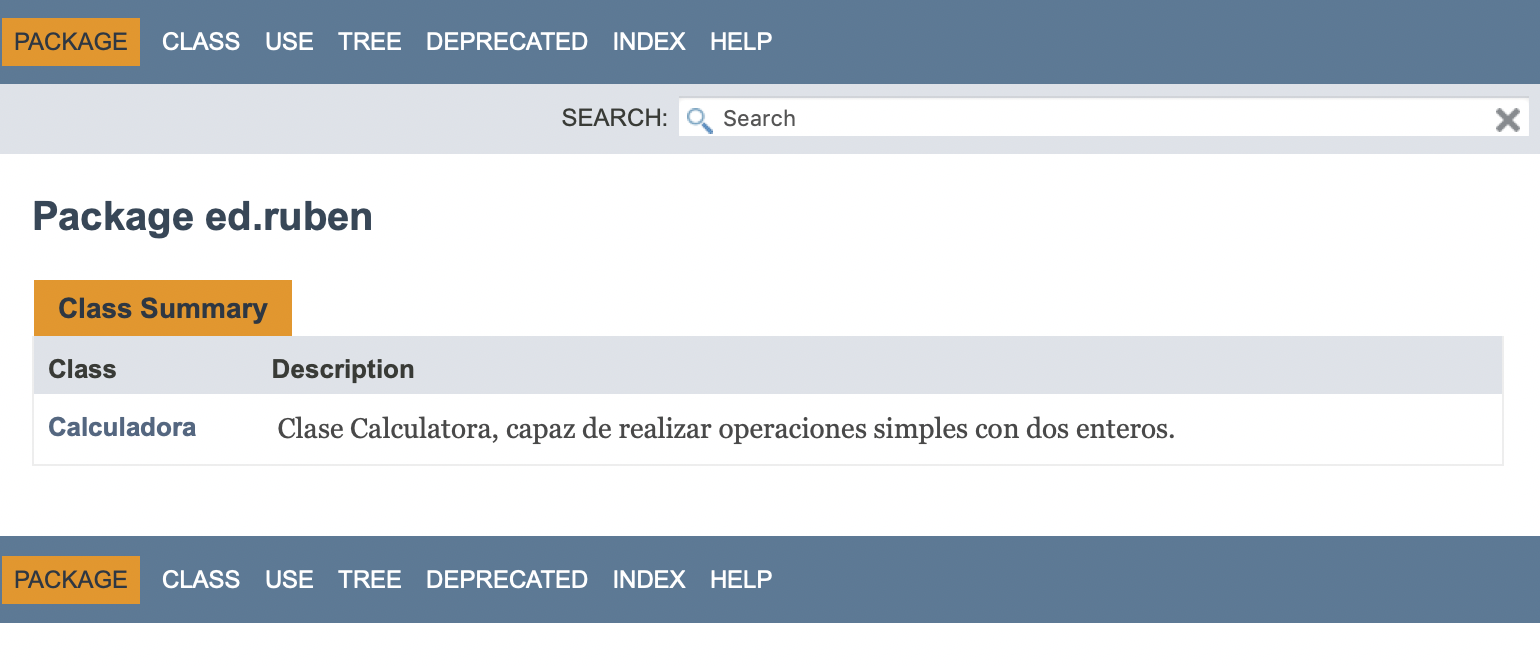 PACKAGE CLASS USE TREE DEPRECATED INDEX HELP
SEARCH: Search
Package ed.ruben
Class Summary
Class Description
Calculadora Clase Calculatora, capaz de realizar operaciones simples con dos enteros.
PACKAGE CLASS USE TREE DEPRECATED INDEX HELP